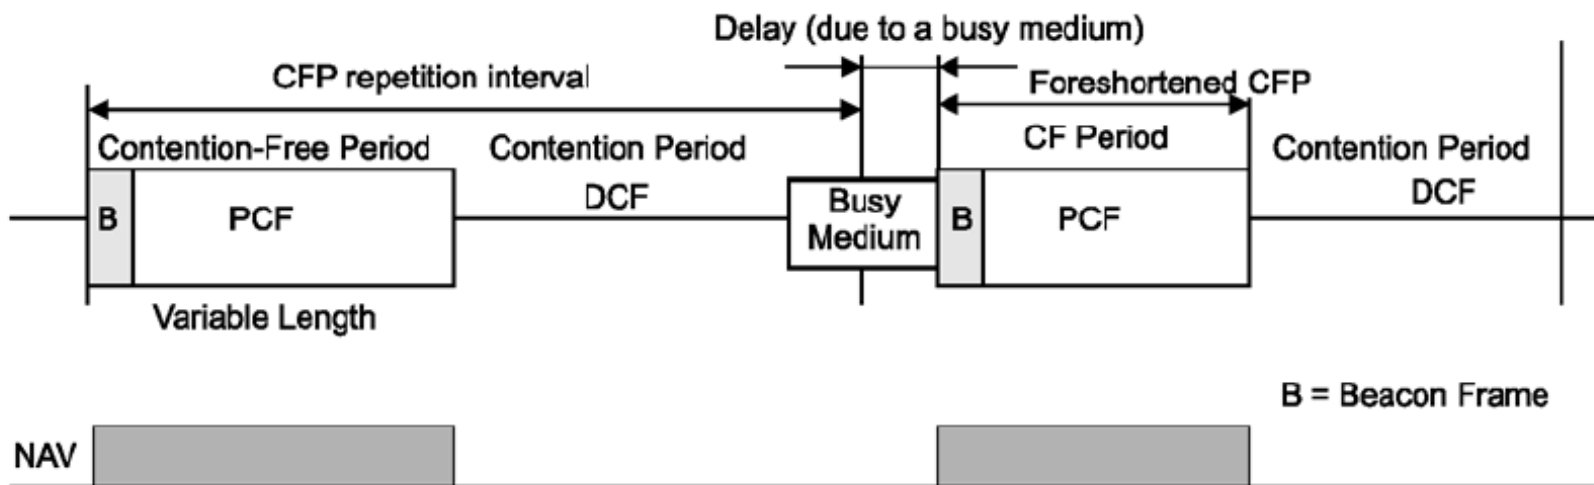 Delay (due to a busy medium)
CFP repetition interval
Foreshortened CFP
Contention-Free Period
Contention Period
CF Period
Contention Period
DCF
DCF
B
PCF
Busy
Medium
B
PCF
Variable Length
B = Beacon Frame
NAV